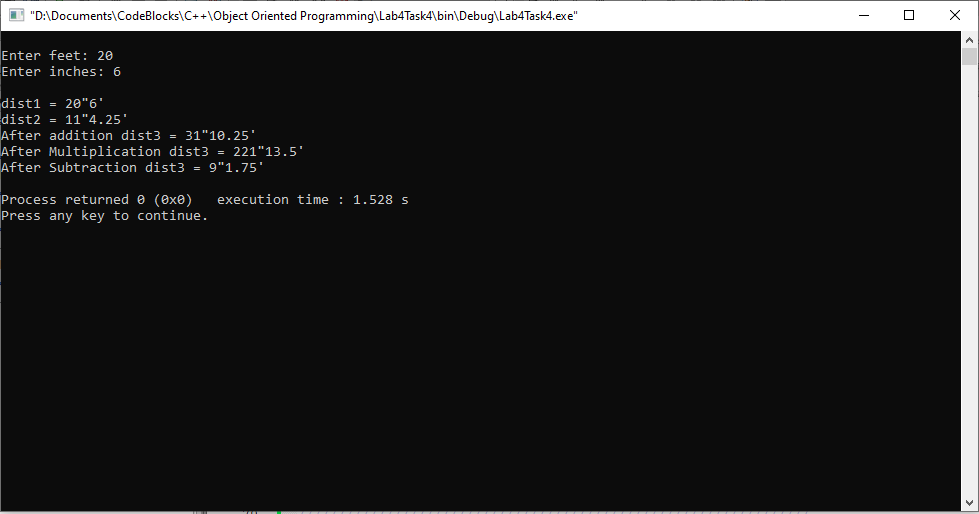 "D:\Documents\CodeBlocks\C++\Object Oriented Programming\Lab4Task4\bin\Debug\Lab4Task4.exe"
Enter feet: 20
Enter inches: 6
dist1 = 20"6'
dist2 = 11"4.25'
After addition dist3 = 31"10.25'
After Multiplication dist3 = 221"13.5'
After Subtraction dist3 = 9"1.75'
Process returned 0 (0x0)   execution time : 1.528 s
Press any key to continue.